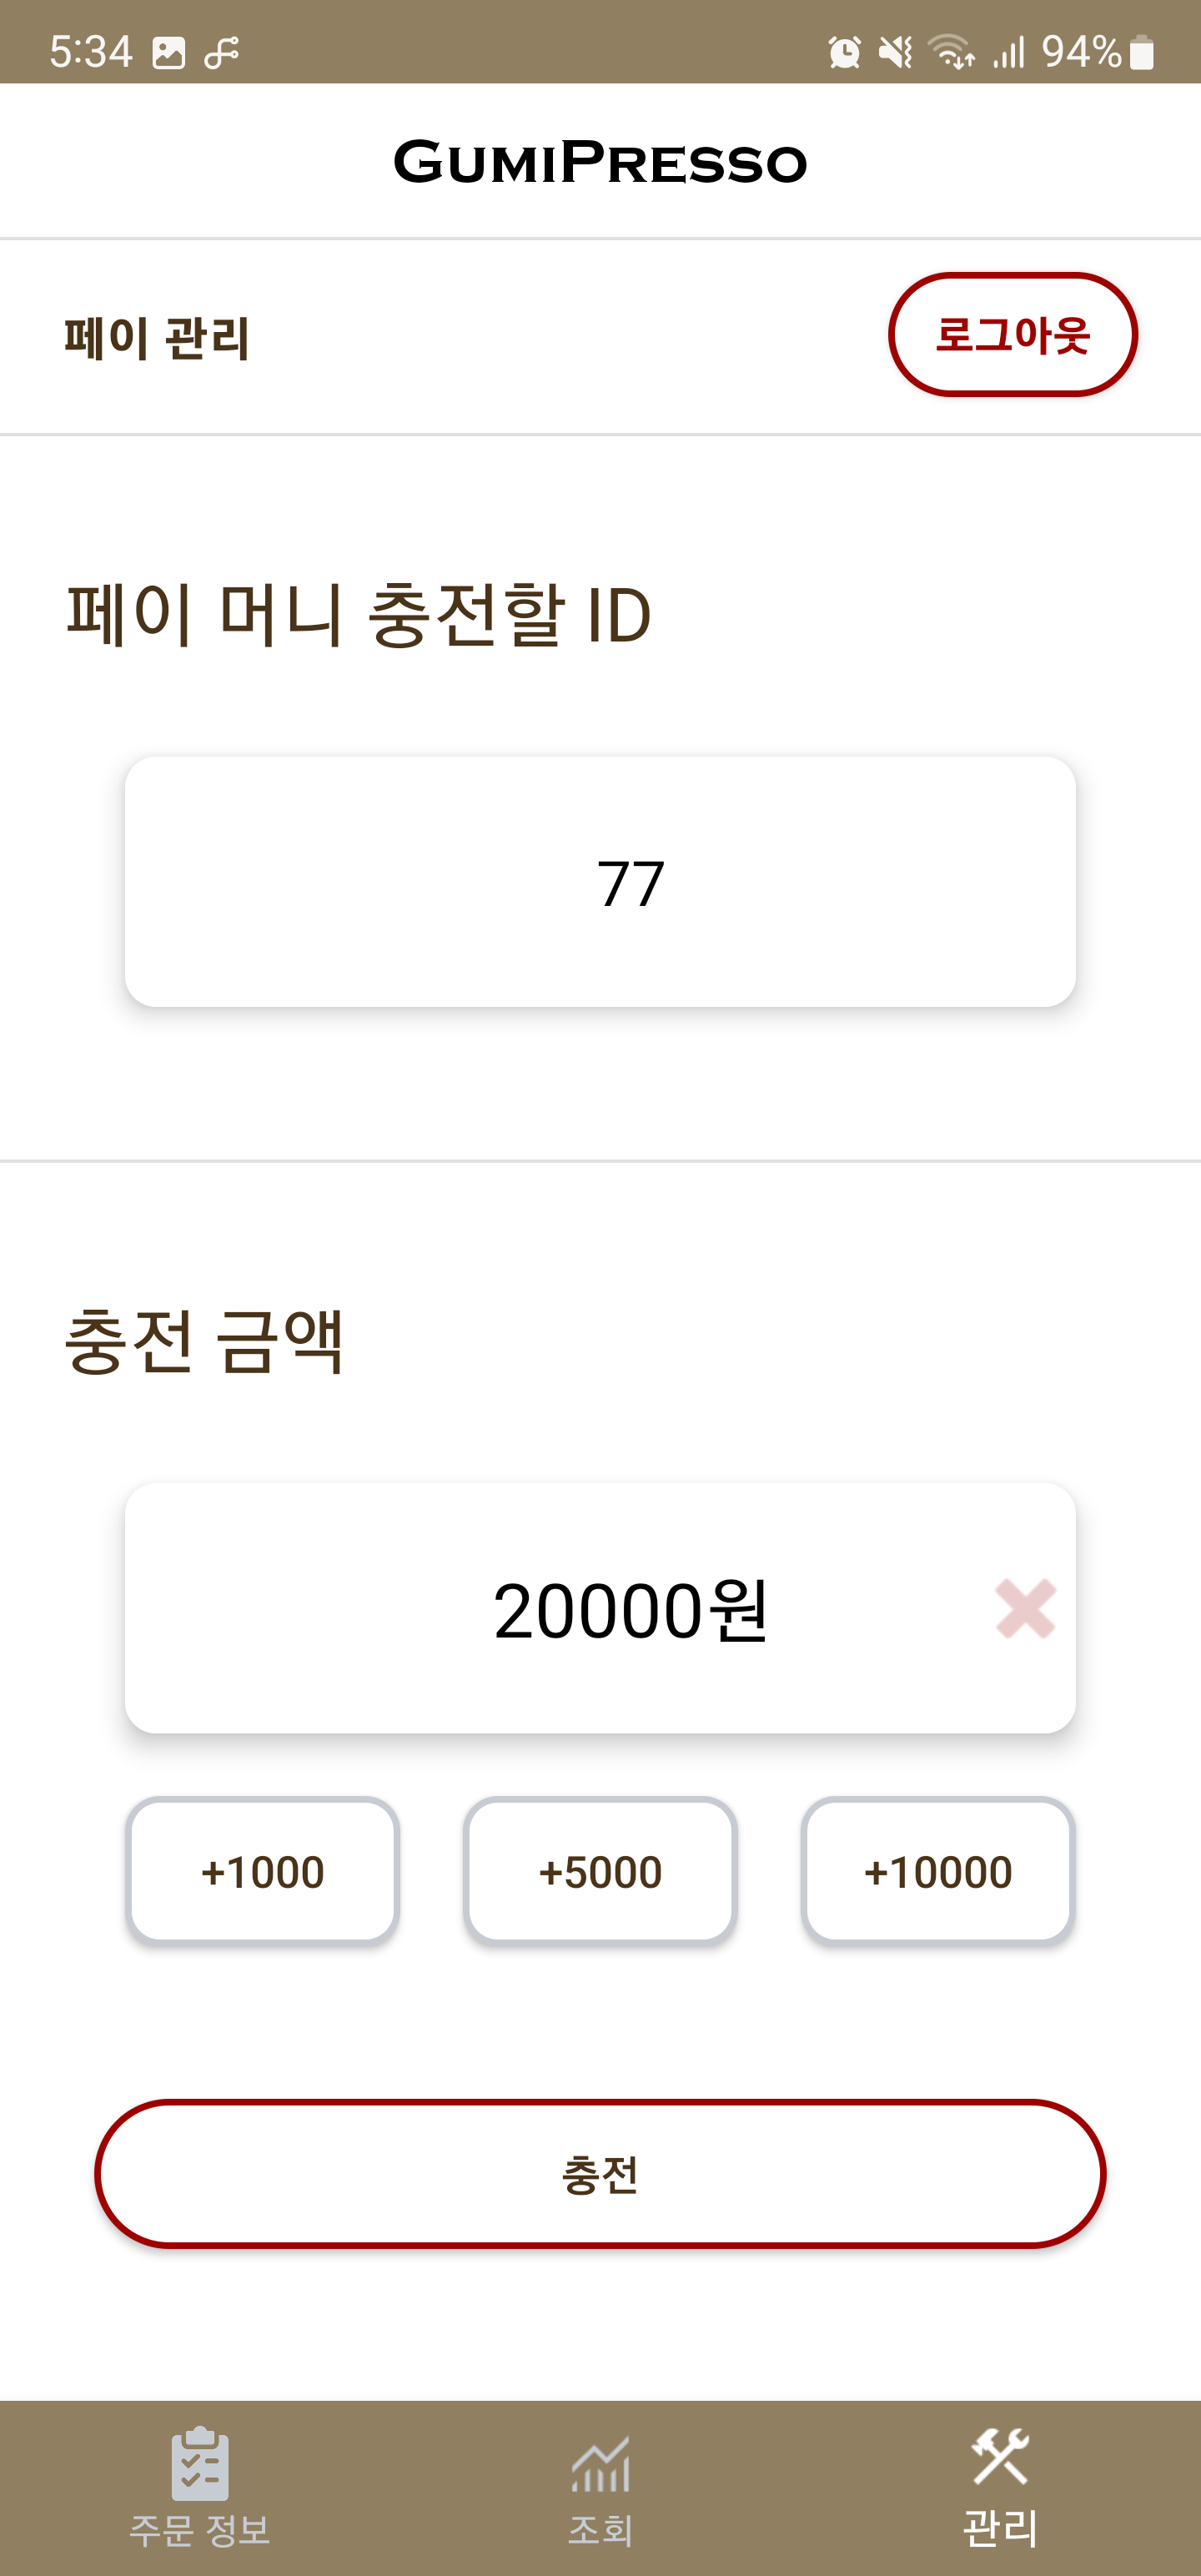 5:34
94%
GUMIPRESSO
페이 관리
로그아웃
페이 머니 충전할 ID
77
충전 금액
20000원
+1000
+5000
+10000
충전
주문 정보
조회
관리